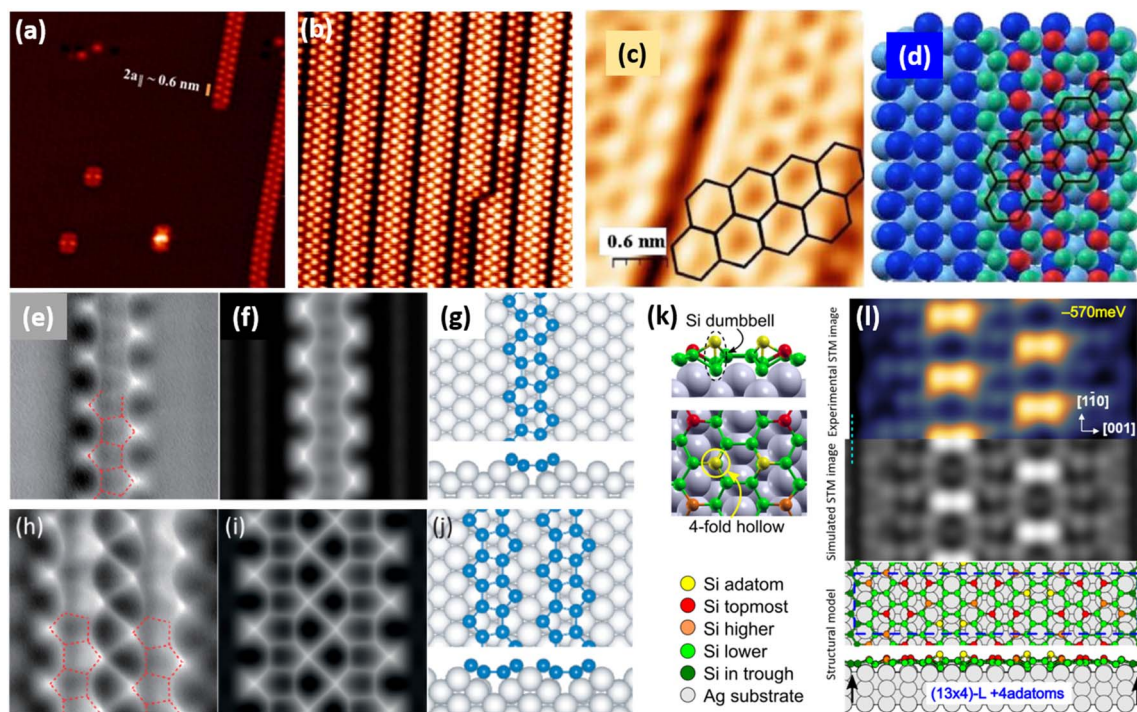 (a)
2a∥ ~ 0.6 nm
(b)
(c)
0.6 nm
(d)
(e)
(f)
(g)
(h)
(i)
(j)
(k)
Si dumbbell
4-fold hollow
Si adatom
Si topmost
Si higher
Si lower
Si in trough
Ag substrate
(l)
–570meV
[11̅0]
[001]
Experimental STM image
Simulated STM image
Structural model
(13x4)-L +4adatoms